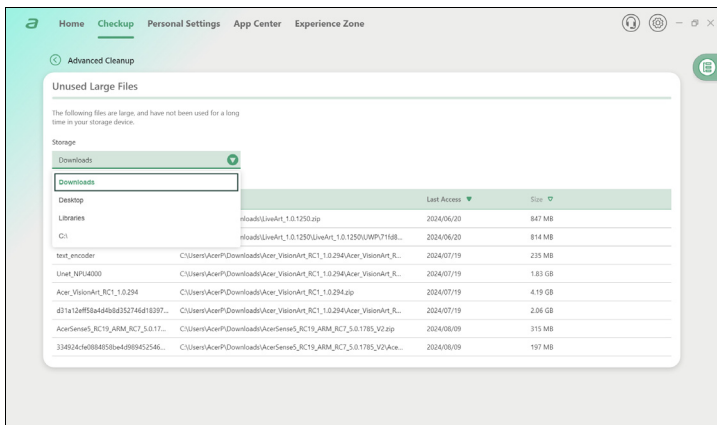 a Home Checkup Personal Settings App Center Experience Zone
Advanced Cleanup
Unused Large Files
The following files are large, and have not been used for a long
time in your storage device.
Storage
Downloads
Downloads
Desktop
Libraries
C:\
Last Access Size
nloads\LiveArt_1.0.1250.zip 2024/06/20 847 MB
nloads\LiveArt_1.0.1250\LiveArt_1.0.1250\UWP\71fd8... 2024/06/20 814 MB
text_encoder C:\Users\AcerP\Downloads\Acer_VisionArt_RC1_1.0.294\Acer_VisionArt_R... 2024/07/19 235 MB
Unet_NPU4000 C:\Users\AcerP\Downloads\Acer_VisionArt_RC1_1.0.294\Acer_VisionArt_R... 2024/07/19 1.83 GB
Acer_VisionArt_RC1_1.0.294 C:\Users\AcerP\Downloads\Acer_VisionArt_RC1_1.0.294.zip 2024/07/19 4.19 GB
d31a12eff58a4d4b8d352746d18397... C:\Users\AcerP\Downloads\Acer_VisionArt_RC1_1.0.294\Acer_VisionArt_R... 2024/07/19 2.06 GB
AcerSense5_RC19_ARM_RC7_5.0.17... C:\Users\AcerP\Downloads\AcerSense5_RC19_ARM_RC7_5.0.1785_V2.zip 2024/08/09 315 MB
334924cfe0884858be4d989452546... C:\Users\AcerP\Downloads\AcerSense5_RC19_ARM_RC7_5.0.1785_V2\Ace... 2024/08/09 197 MB